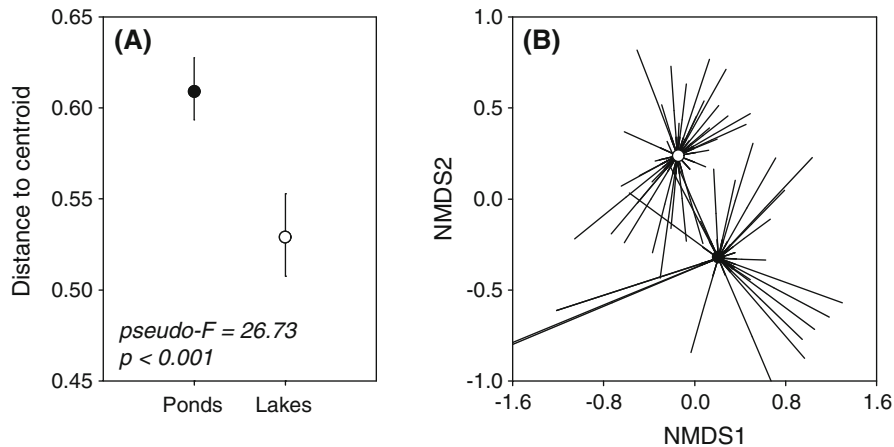 (A)
Distance to centroid
0.65
0.60
0.55
0.50
0.45
pseudo-F = 26.73
p < 0.001
Ponds Lakes
(B)
NMDS2
1.0
0.5
0.0
-0.5
-1.0
-1.6 -0.8 0.0 0.8 1.6
NMDS1